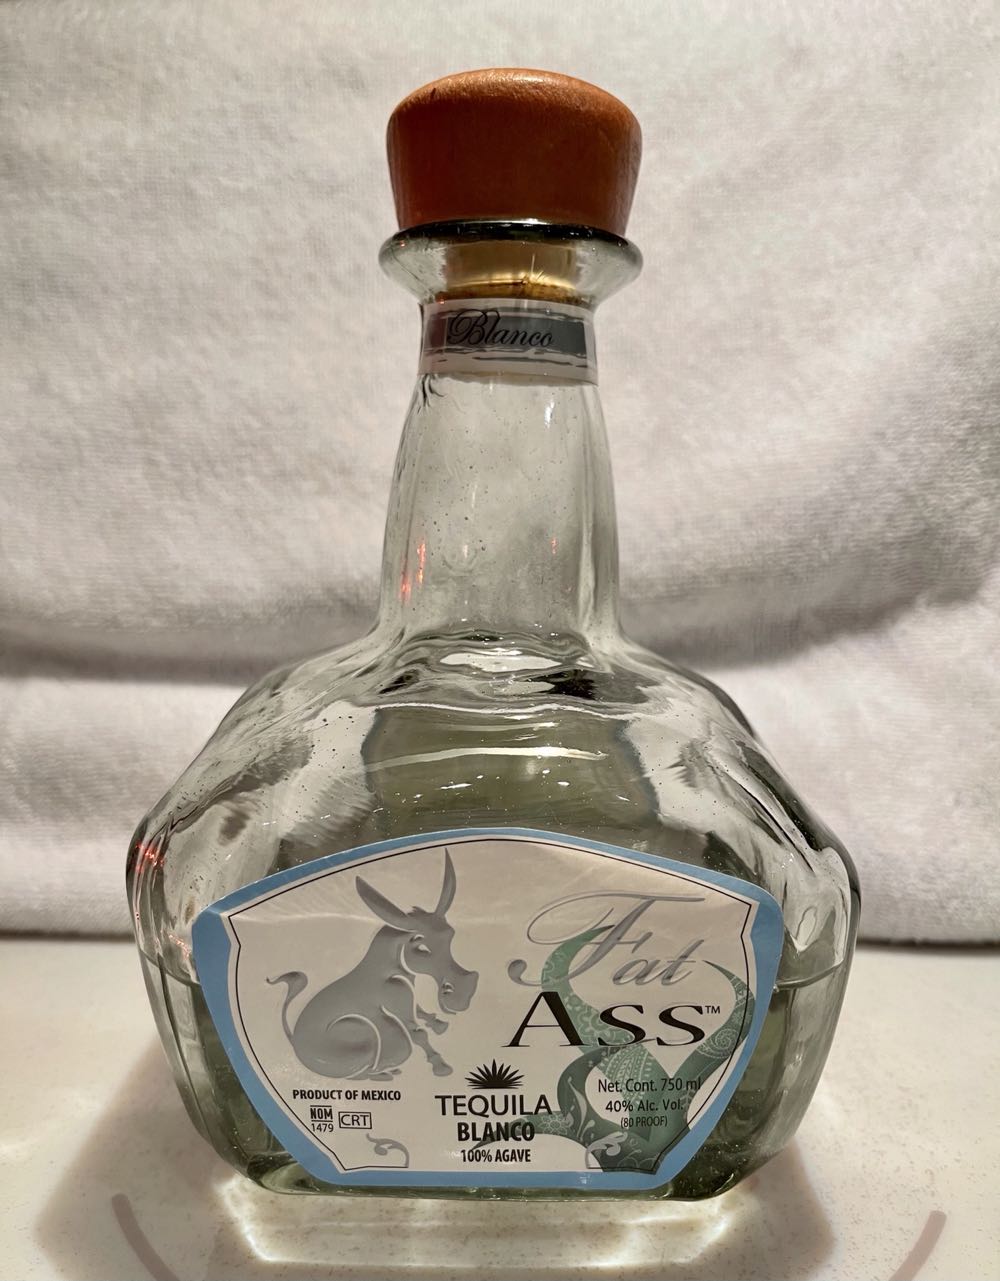 Blanco
Fat
Ass™
PRODUCT OF MEXICO
NOM
1479 CRT
TEQUILA
BLANCO
100% AGAVE
Net. Cont. 750 ml
40% Alc. Vol.
(80 PROOF)